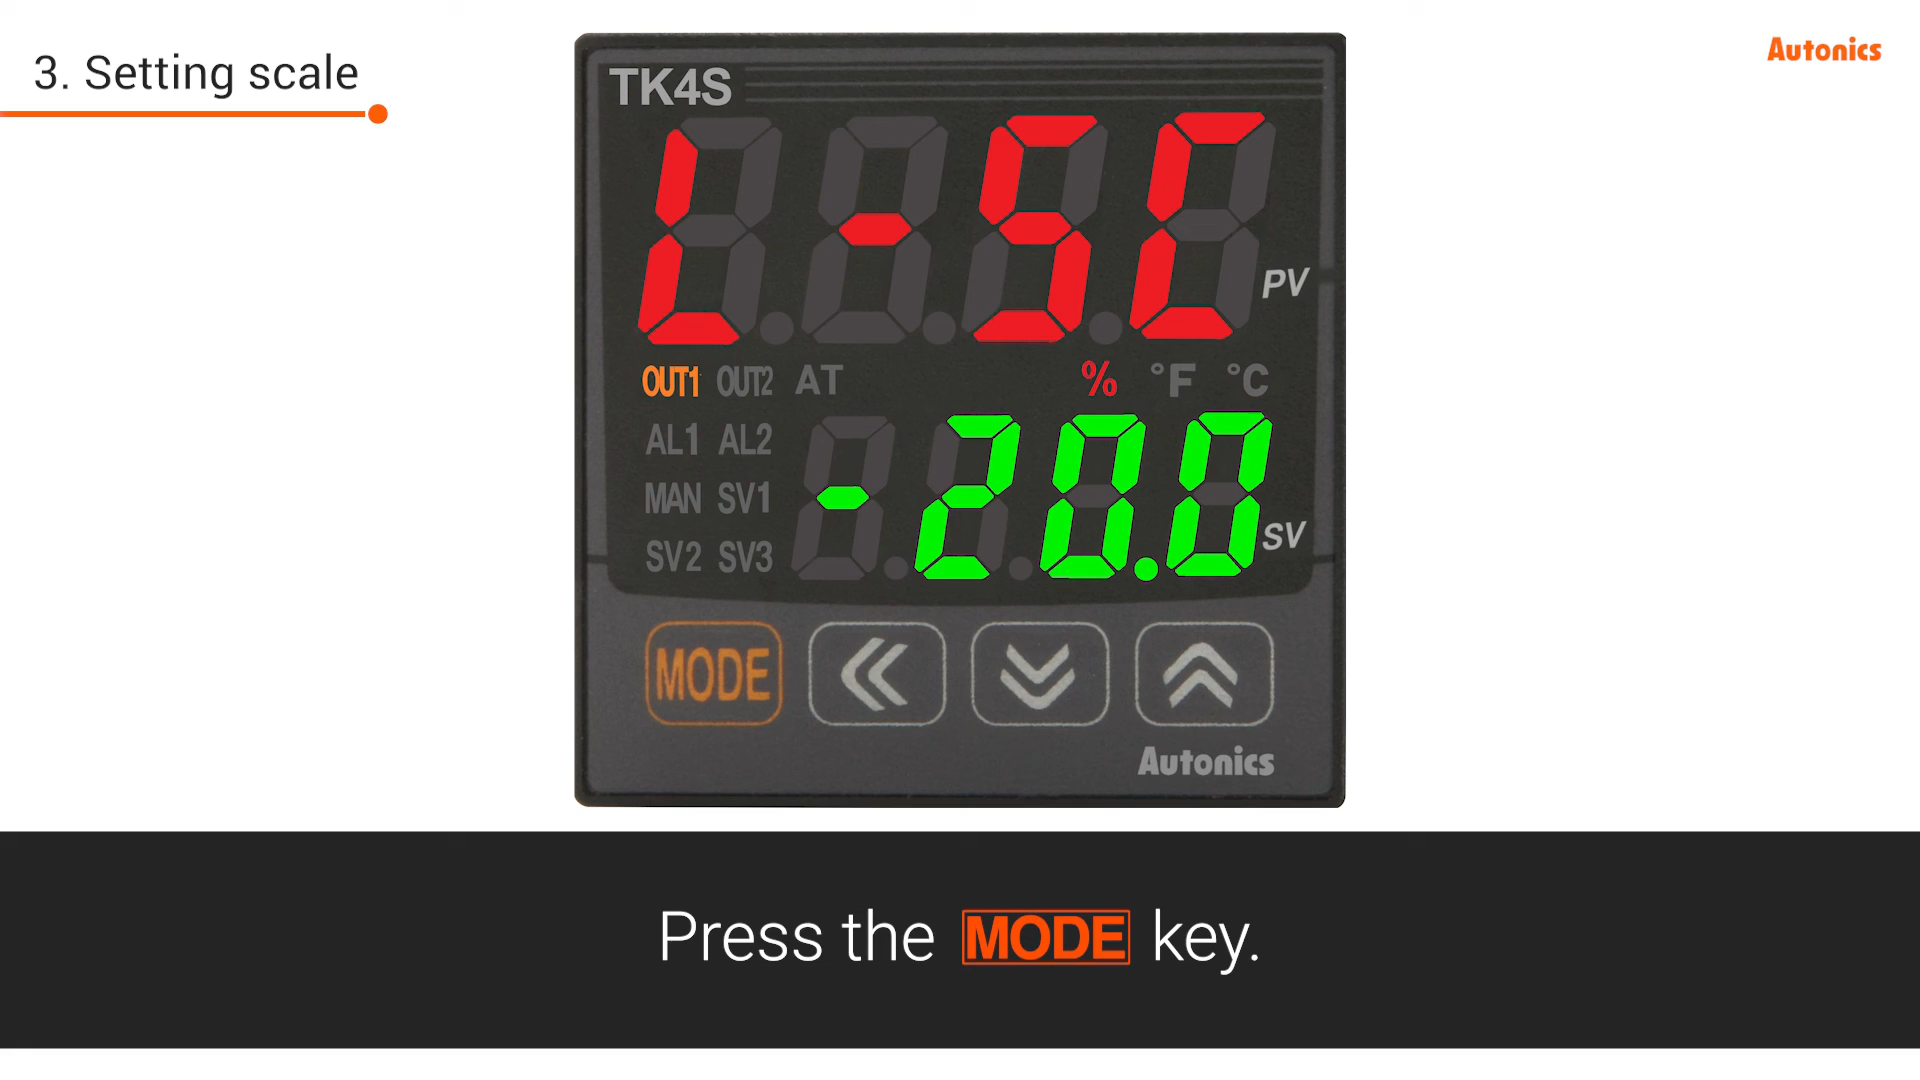 3. Setting scale
Autonics
TK4S
L-SC
PV
OUT1 OUT2 AT % °F °C
AL1 AL2
-20.0
MAN SV1
SV
SV2 SV3
MODE
Autonics
Press the MODE key.